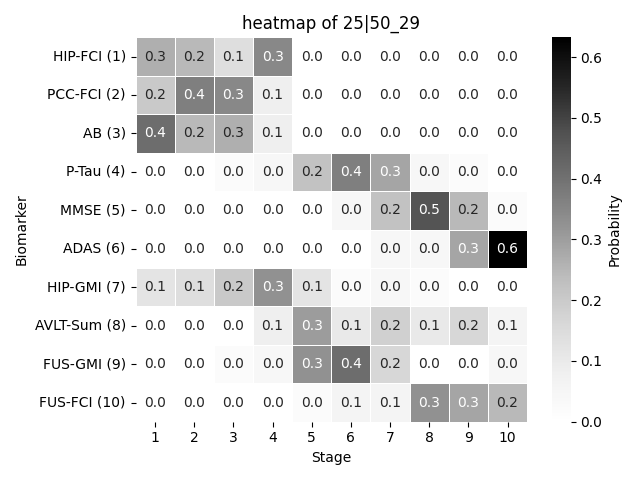 heatmap of 25|50_29
HIP-FCI (1) 0.3 0.2 0.1 0.3 0.0 0.0 0.0 0.0 0.0 0.0
PCC-FCI (2) 0.2 0.4 0.3 0.1 0.0 0.0 0.0 0.0 0.0 0.0
AB (3) 0.4 0.2 0.3 0.1 0.0 0.0 0.0 0.0 0.0 0.0
P-Tau (4) 0.0 0.0 0.0 0.0 0.2 0.4 0.3 0.0 0.0 0.0
MMSE (5) 0.0 0.0 0.0 0.0 0.0 0.0 0.2 0.5 0.2 0.0
ADAS (6) 0.0 0.0 0.0 0.0 0.0 0.0 0.0 0.0 0.3 0.6
HIP-GMI (7) 0.1 0.1 0.2 0.3 0.1 0.0 0.0 0.0 0.0 0.0
AVLT-Sum (8) 0.0 0.0 0.0 0.1 0.3 0.1 0.2 0.1 0.2 0.1
FUS-GMI (9) 0.0 0.0 0.0 0.0 0.3 0.4 0.2 0.0 0.0 0.0
FUS-FCI (10) 0.0 0.0 0.0 0.0 0.0 0.1 0.1 0.3 0.3 0.2
1 2 3 4 5 6 7 8 9 10
Stage
Biomarker
0.6
0.5
0.4
0.3
0.2
0.1
0.0
Probability